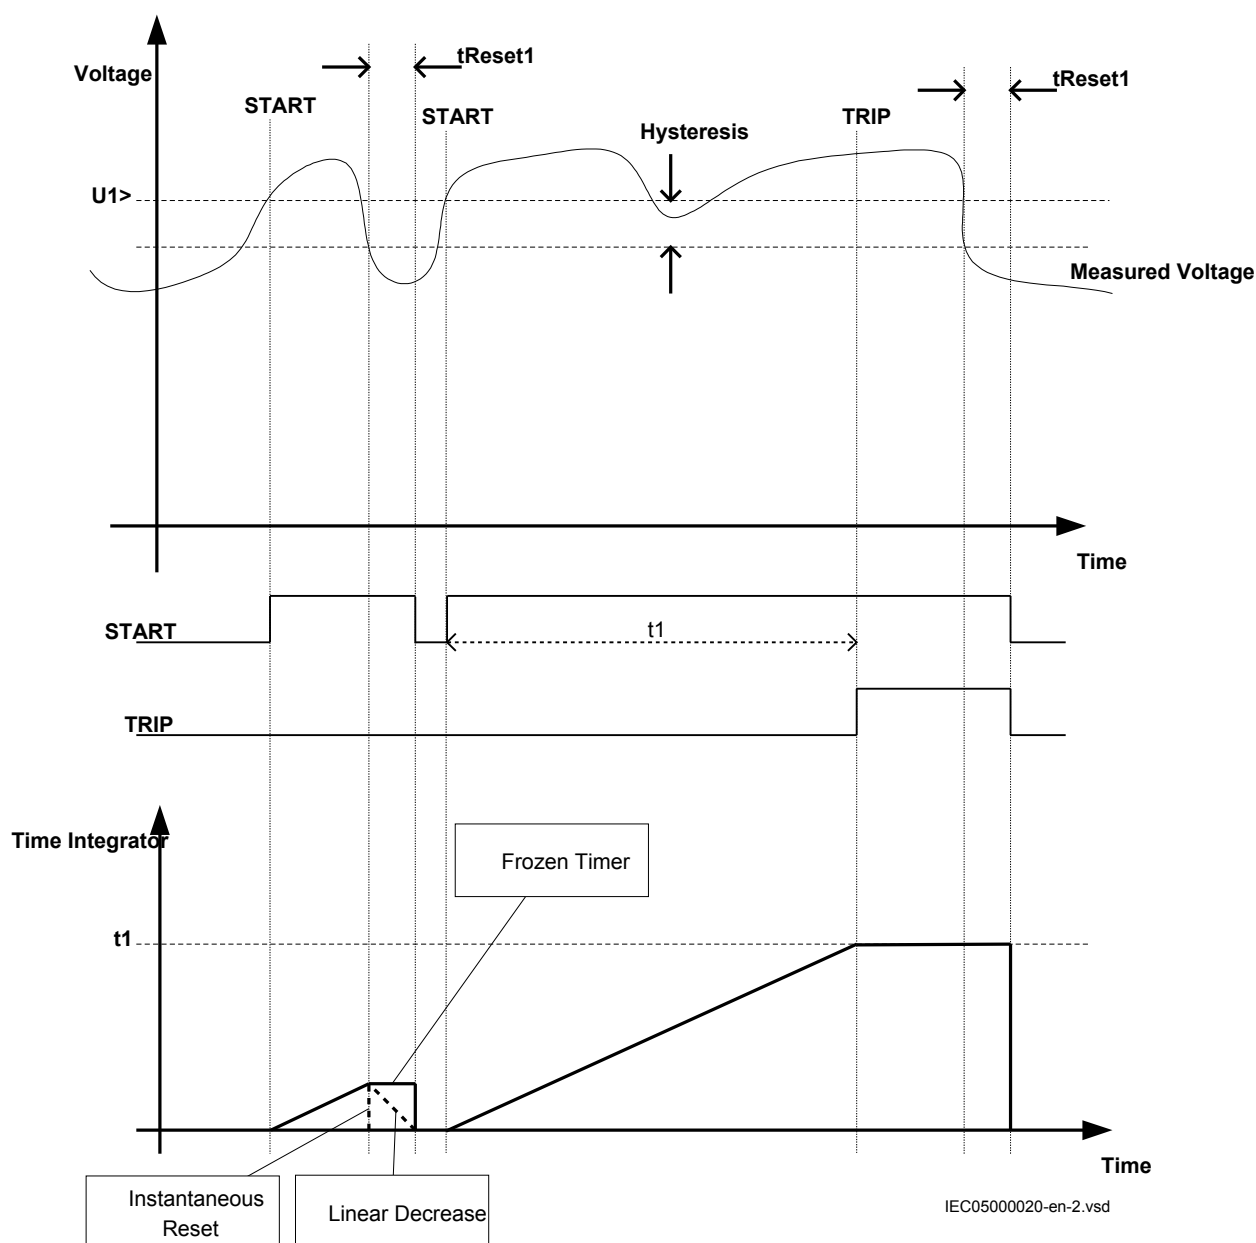 tReset1
Voltage
tReset1
START
START
TRIP
Hysteresis
U1>
Measured Voltage
Time
START
t1
TRIP
Time Integrator
Frozen Timer
t1
Time
Instantaneous
Reset
Linear Decrease
IEC05000020-en-2.vsd